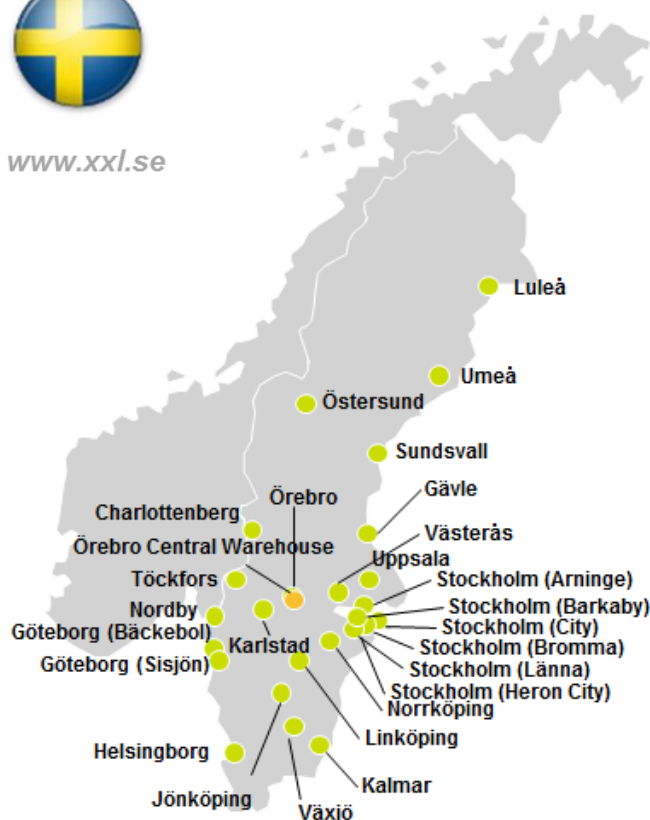 www.xxl.se
Luleå
Umeå
Östersund
Sundsvall
Gävle
Örebro
Charlottenberg
Västerås
Örebro Central Warehouse
Uppsala
Töckfors
Stockholm (Arninge)
Nordby
Stockholm (Barkaby)
Göteborg (Bäckebol)
Stockholm (City)
Karlstad
Stockholm (Bromma)
Göteborg (Sisjön)
Stockholm (Länna)
Stockholm (Heron City)
Norrköping
Linköping
Helsingborg
Kalmar
Jönköping
Växjö